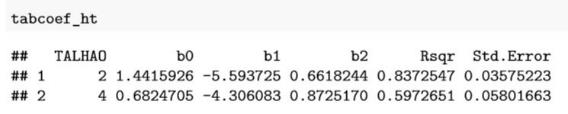 tabcoef_ht
## TALHAO b0 b1 b2 Rsqr Std.Error
## 1 2 1.4415926 -5.593725 0.6618244 0.8372547 0.03575223
## 2 4 0.6824705 -4.306083 0.8725170 0.5972651 0.05801663